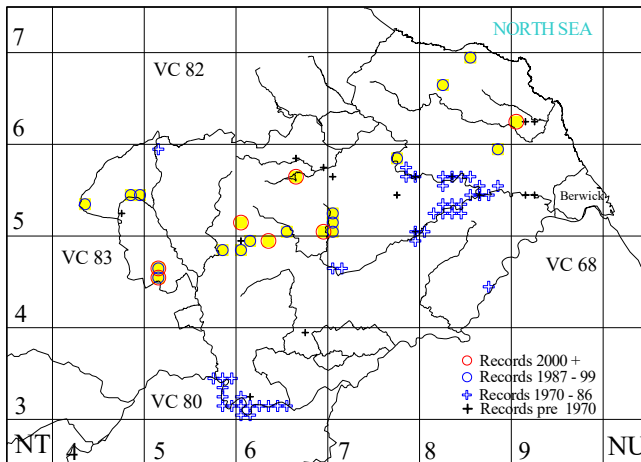 7
NORTH SEA
VC 82
6
Berwick
5
VC 83
VC 68
4
Records 2000 +
Records 1987 - 99
VC 80
Records 1970 - 86
Records pre 1970
3
NT 4 5 6 7 8 9 NU